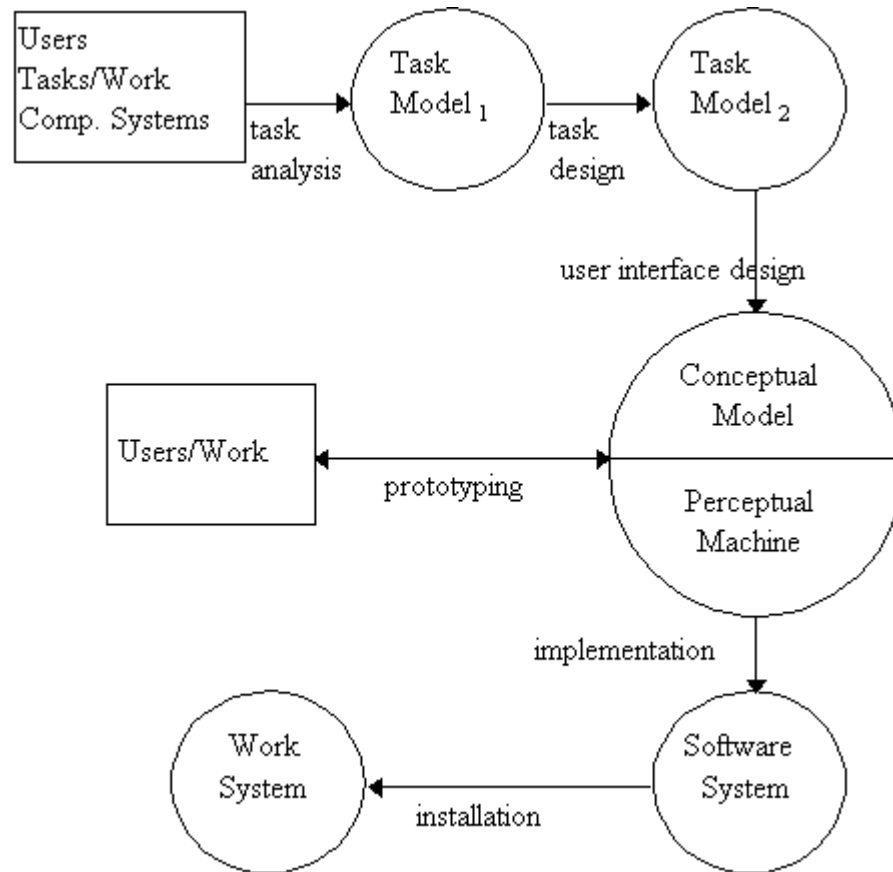 Users
Tasks/Work
Comp. Systems
task
analysis
Task
Model 1
task
design
Task
Model 2
user interface design
Conceptual
Model
Users/Work
prototyping
Perceptual
Machine
implementation
Work
System
installation
Software
System